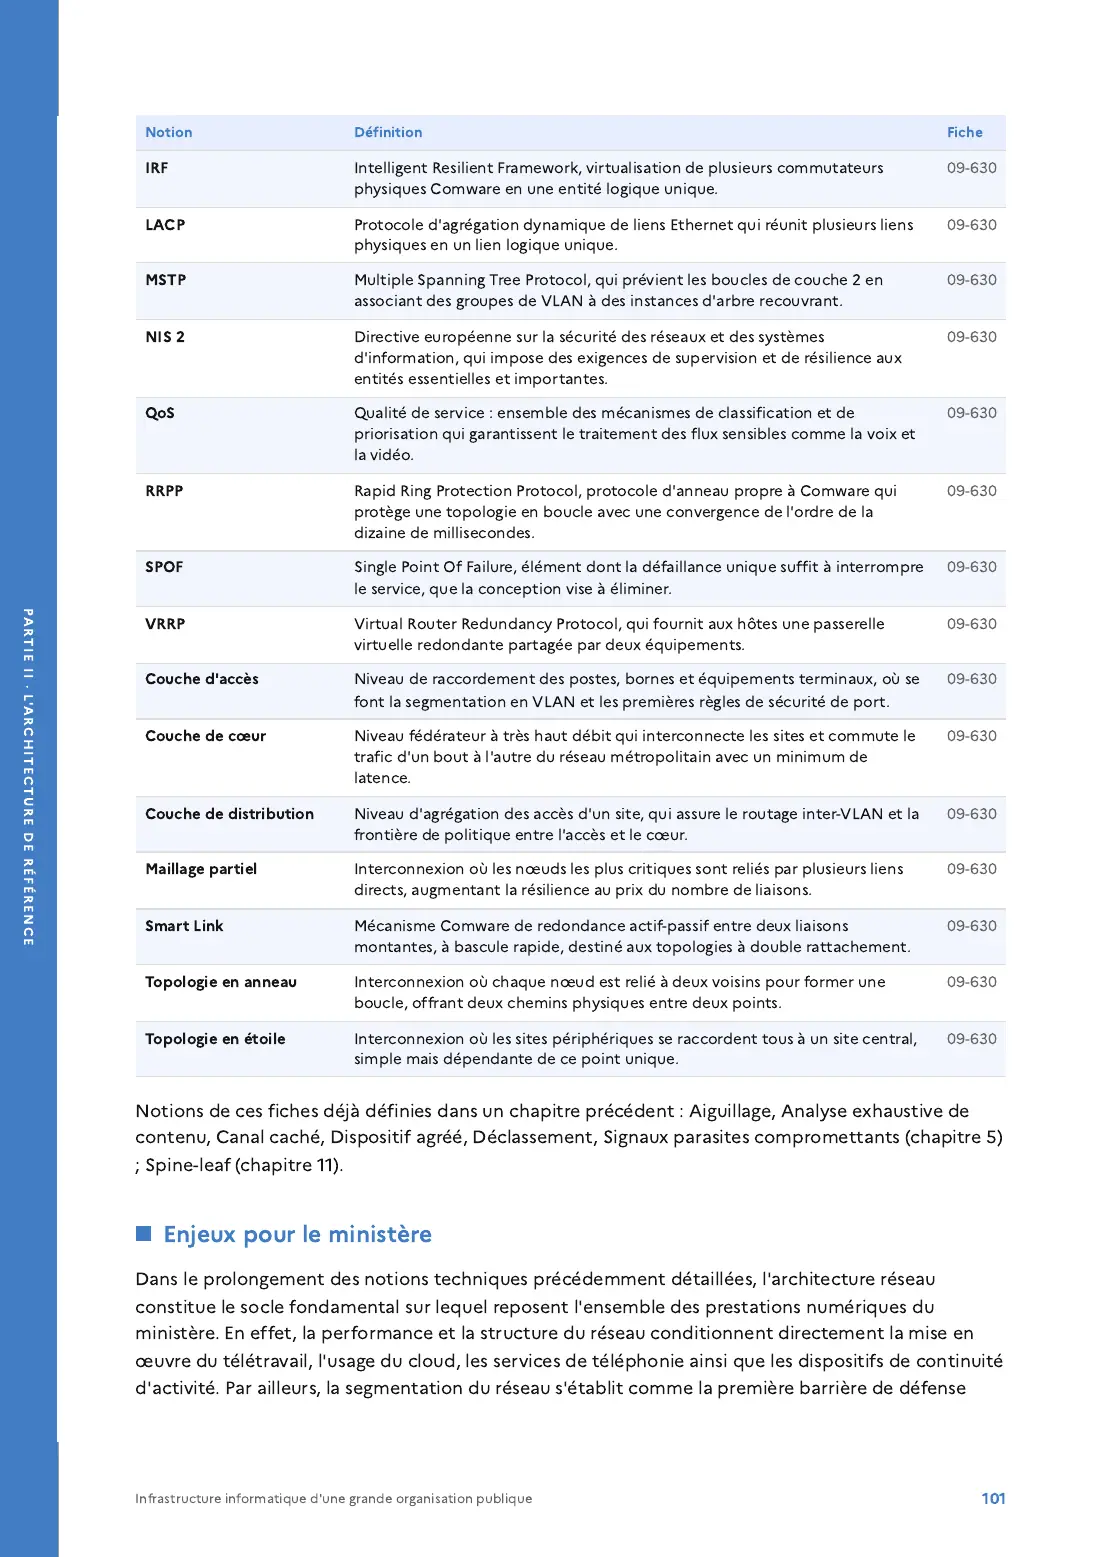 Notion Définition Fiche
IRF Intelligent Resilient Framework, virtualisation de plusieurs commutateurs 09-630
physiques Comware en une entité logique unique.
LACP Protocole d'agrégation dynamique de liens Ethernet qui réunit plusieurs liens 09-630
physiques en un lien logique unique.
MSTP Multiple Spanning Tree Protocol, qui prévient les boucles de couche 2 en 09-630
associant des groupes de VLAN à des instances d'arbre recouvrant.
NIS 2 Directive européenne sur la sécurité des réseaux et des systèmes 09-630
d'information, qui impose des exigences de supervision et de résilience aux
entités essentielles et importantes.
QoS Qualité de service : ensemble des mécanismes de classification et de 09-630
priorisation qui garantissent le traitement des flux sensibles comme la voix et
la vidéo.
RRPP Rapid Ring Protection Protocol, protocole d'anneau propre à Comware qui 09-630
protège une topologie en boucle avec une convergence de l'ordre de la
dizaine de millisecondes.
SPOF Single Point Of Failure, élément dont la défaillance unique suffit à interrompre 09-630
le service, que la conception vise à éliminer.
VRRP Virtual Router Redundancy Protocol, qui fournit aux hôtes une passerelle 09-630
virtuelle redondante partagée par deux équipements.
Couche d'accès Niveau de raccordement des postes, bornes et équipements terminaux, où se 09-630
font la segmentation en VLAN et les premières règles de sécurité de port.
Couche de cœur Niveau fédérateur à très haut débit qui interconnecte les sites et commute le 09-630
trafic d'un bout à l'autre du réseau métropolitain avec un minimum de
latence.
Couche de distribution Niveau d'agrégation des accès d'un site, qui assure le routage inter-VLAN et la 09-630
frontière de politique entre l'accès et le cœur.
Maillage partiel Interconnexion où les nœuds les plus critiques sont reliés par plusieurs liens 09-630
directs, augmentant la résilience au prix du nombre de liaisons.
Smart Link Mécanisme Comware de redondance actif-passif entre deux liaisons 09-630
montantes, à bascule rapide, destiné aux topologies à double rattachement.
Topologie en anneau Interconnexion où chaque nœud est relié à deux voisins pour former une 09-630
boucle, offrant deux chemins physiques entre deux points.
Topologie en étoile Interconnexion où les sites périphériques se raccordent tous à un site central, 09-630
simple mais dépendante de ce point unique.
Notions de ces fiches déjà définies dans un chapitre précédent : Aiguillage, Analyse exhaustive de
contenu, Canal caché, Dispositif agréé, Déclassement, Signaux parasites compromettants (chapitre 5)
; Spine-leaf (chapitre 11).
Enjeux pour le ministère
Dans le prolongement des notions techniques précédemment détaillées, l'architecture réseau
constitue le socle fondamental sur lequel reposent l'ensemble des prestations numériques du
ministère. En effet, la performance et la structure du réseau conditionnent directement la mise en
œuvre du télétravail, l'usage du cloud, les services de téléphonie ainsi que les dispositifs de continuité
d'activité. Par ailleurs, la segmentation du réseau s'établit comme la première barrière de défense
PARTIE II · L'ARCHITECTURE DE RÉFÉRENCE
Infrastructure informatique d'une grande organisation publique 101